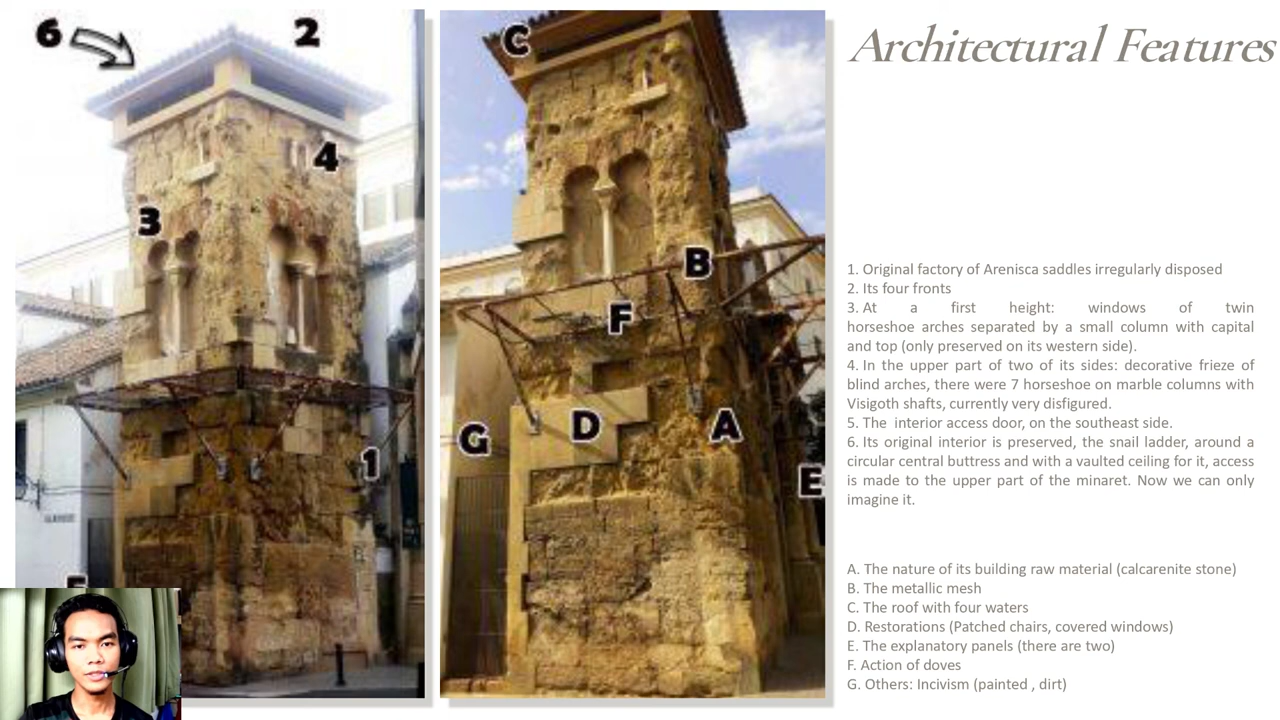 6
2
4
3
1
C
B
F
G
D
A
E
Architectural Features
1. Original factory of Arenisca saddles irregularly disposed
2. Its four fronts
3. At a first height: windows of twin
horseshoe arches separated by a small column with capital
and top (only preserved on its western side).
4. In the upper part of two of its sides: decorative frieze of
blind arches, there were 7 horseshoe on marble columns with
Visigoth shafts, currently very disfigured.
5. The interior access door, on the southeast side.
6. Its original interior is preserved, the snail ladder, around a
circular central buttress and with a vaulted ceiling for it, access
is made to the upper part of the minaret. Now we can only
imagine it.
A. The nature of its building raw material (calcarenite stone)
B. The metallic mesh
C. The roof with four waters
D. Restorations (Patched chairs, covered windows)
E. The explanatory panels (there are two)
F. Action of doves
G. Others: Incivism (painted , dirt)